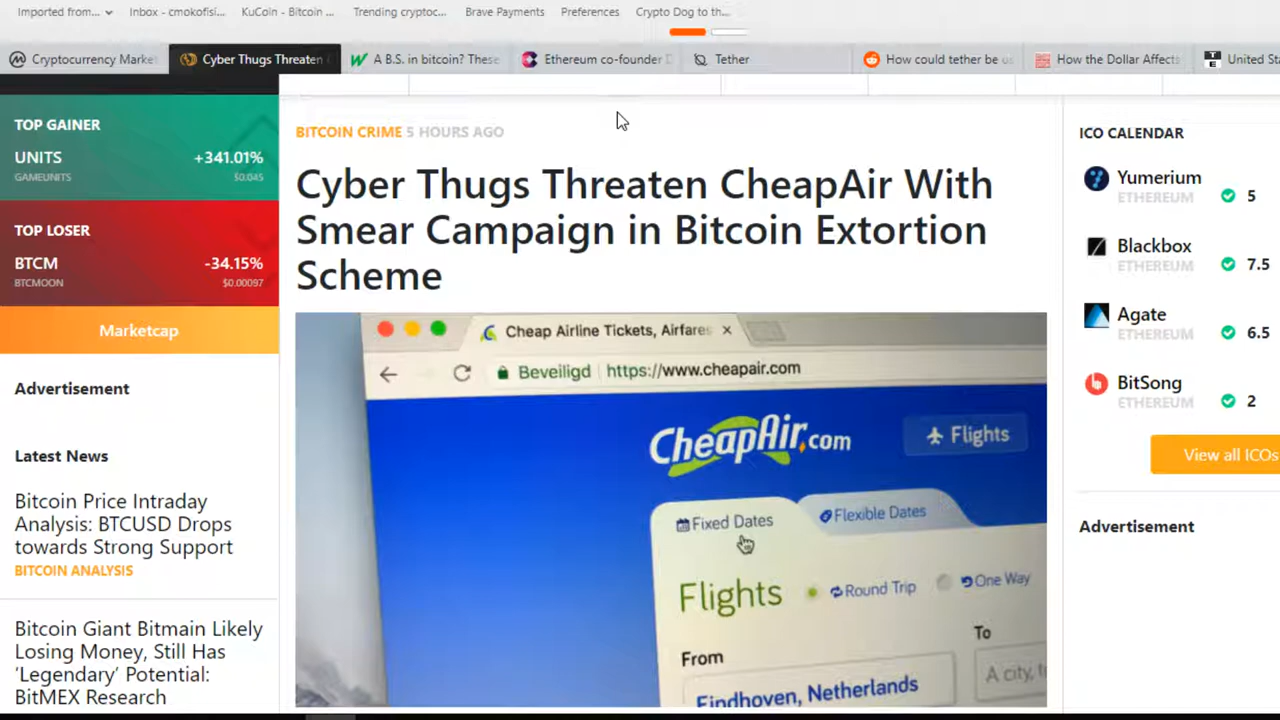 Imported from...
Inbox - cmokofisi...
KuCoin - Bitcoin ...
Trending cryptoc...
Brave Payments
Preferences
Crypto Dog to th...
Cryptocurrency Market
Cyber Thugs Threaten
A B.S. in bitcoin? These
Ethereum co-founder
Tether
How could tether be
How the Dollar Affects
United
TOP GAINER
UNITS +341.01%
GAMEUNITS $0.045
TOP LOSER
BTCM -34.15%
BTCMOON $0.00097
Marketcap
Advertisement
Latest News
Bitcoin Price Intraday
Analysis: BTCUSD Drops
towards Strong Support
BITCOIN ANALYSIS
Bitcoin Giant Bitmain Likely
Losing Money, Still Has
‘Legendary’ Potential:
BitMEX Research
BITCOIN CRIME 5 HOURS AGO
Cyber Thugs Threaten CheapAir With
Smear Campaign in Bitcoin Extortion
Scheme
Cheap Airline Tickets, Airfares
Beveiligd https://www.cheapair.com
CheapAir.com
Flights
Fixed Dates
Flexible Dates
Flights
Round Trip
One Way
From
To
Eindhoven, Netherlands
A city,
ICO CALENDAR
Yumerium
ETHEREUM 5
Blackbox
ETHEREUM 7.5
Agate
ETHEREUM 6.5
BitSong
ETHEREUM 2
View all ICOs
Advertisement